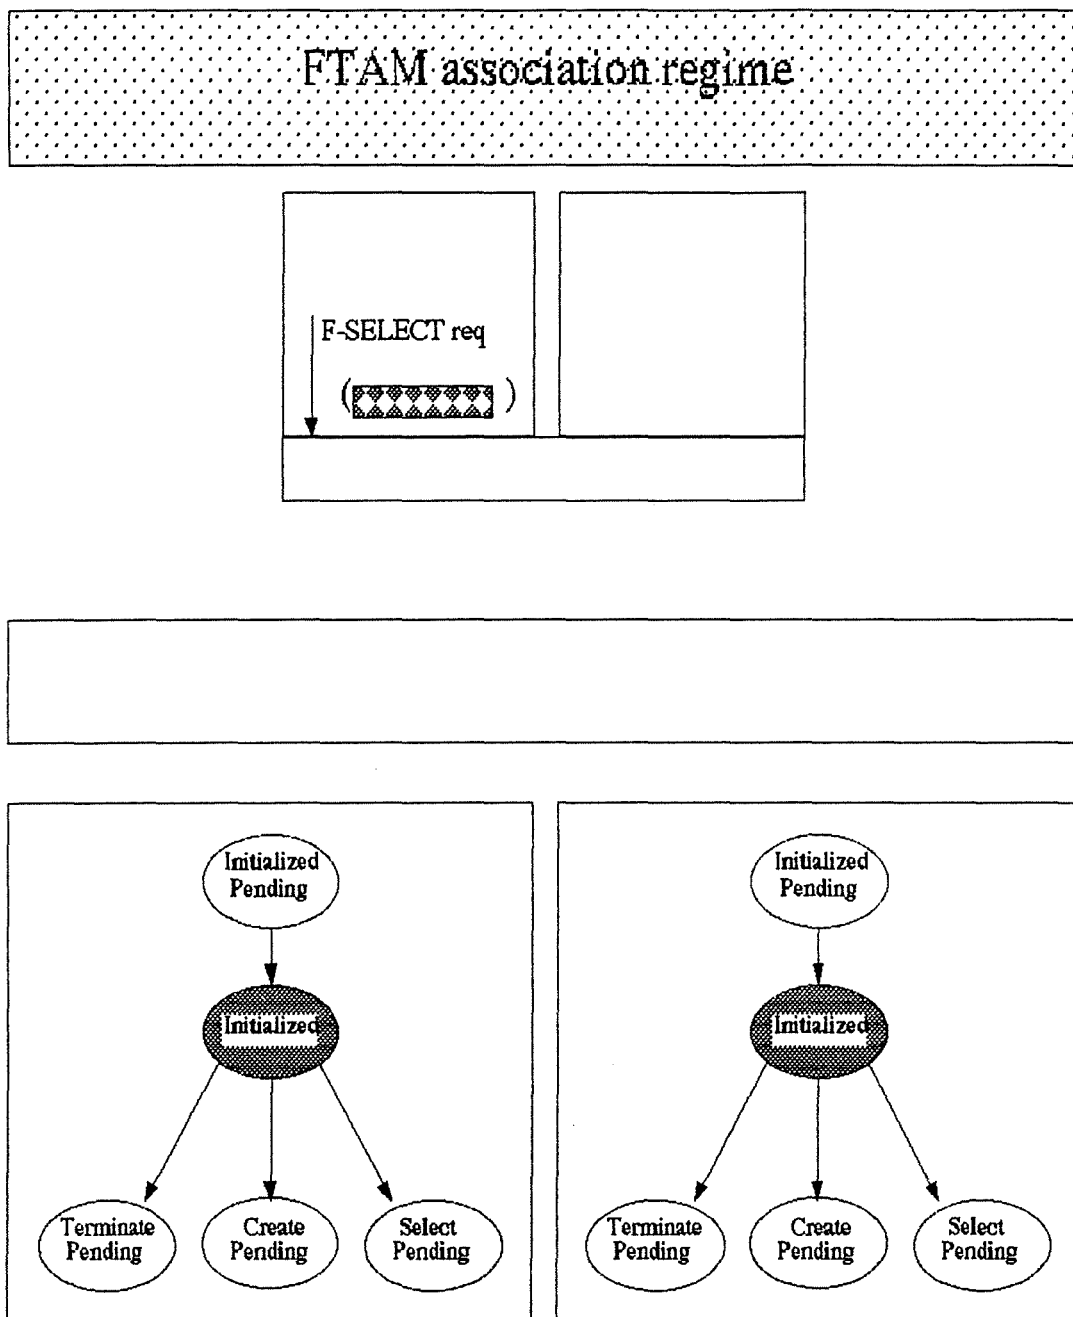 FTAM association regime
F-SELECT req
( )
Initialized
Pending
Initialized
Terminate
Pending
Create
Pending
Select
Pending
Initialized
Pending
Initialized
Terminate
Pending
Create
Pending
Select
Pending